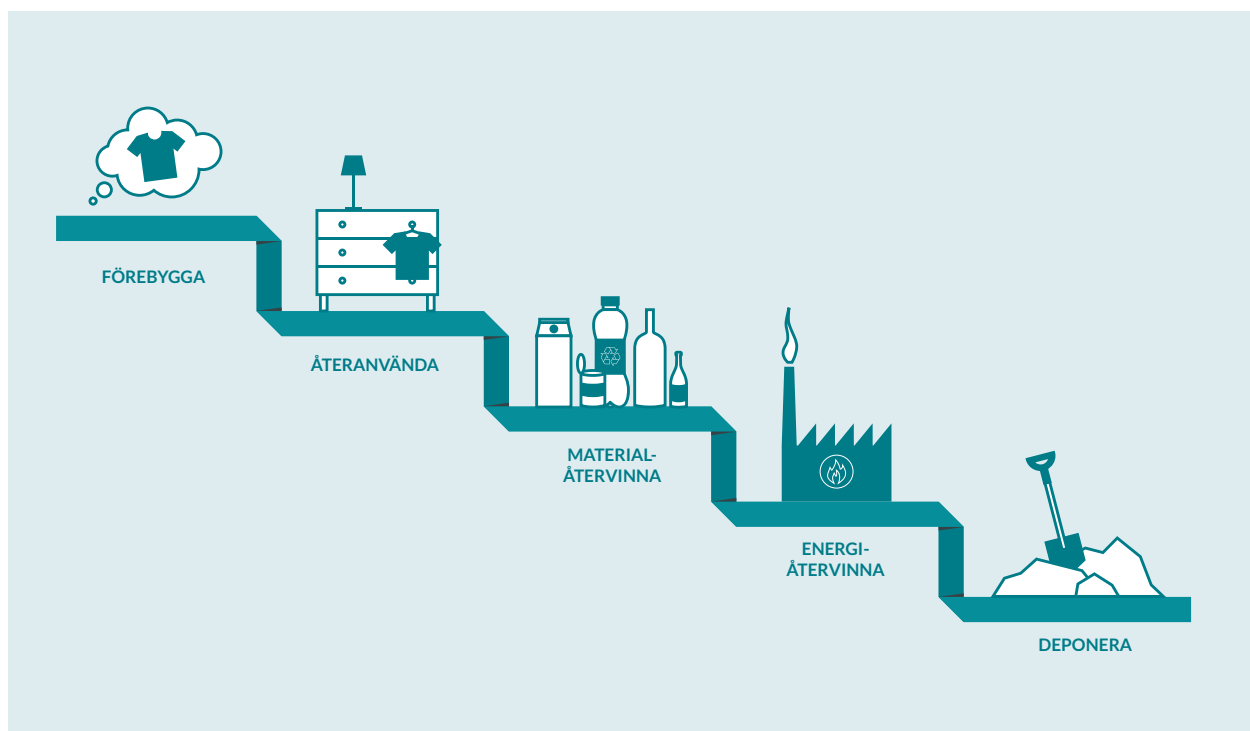 FÖREBYGGA
ÅTERANVÄNDA
MATERIAL-
ÅTERVINNA
ENERGI-
ÅTERVINNA
DEPONERA